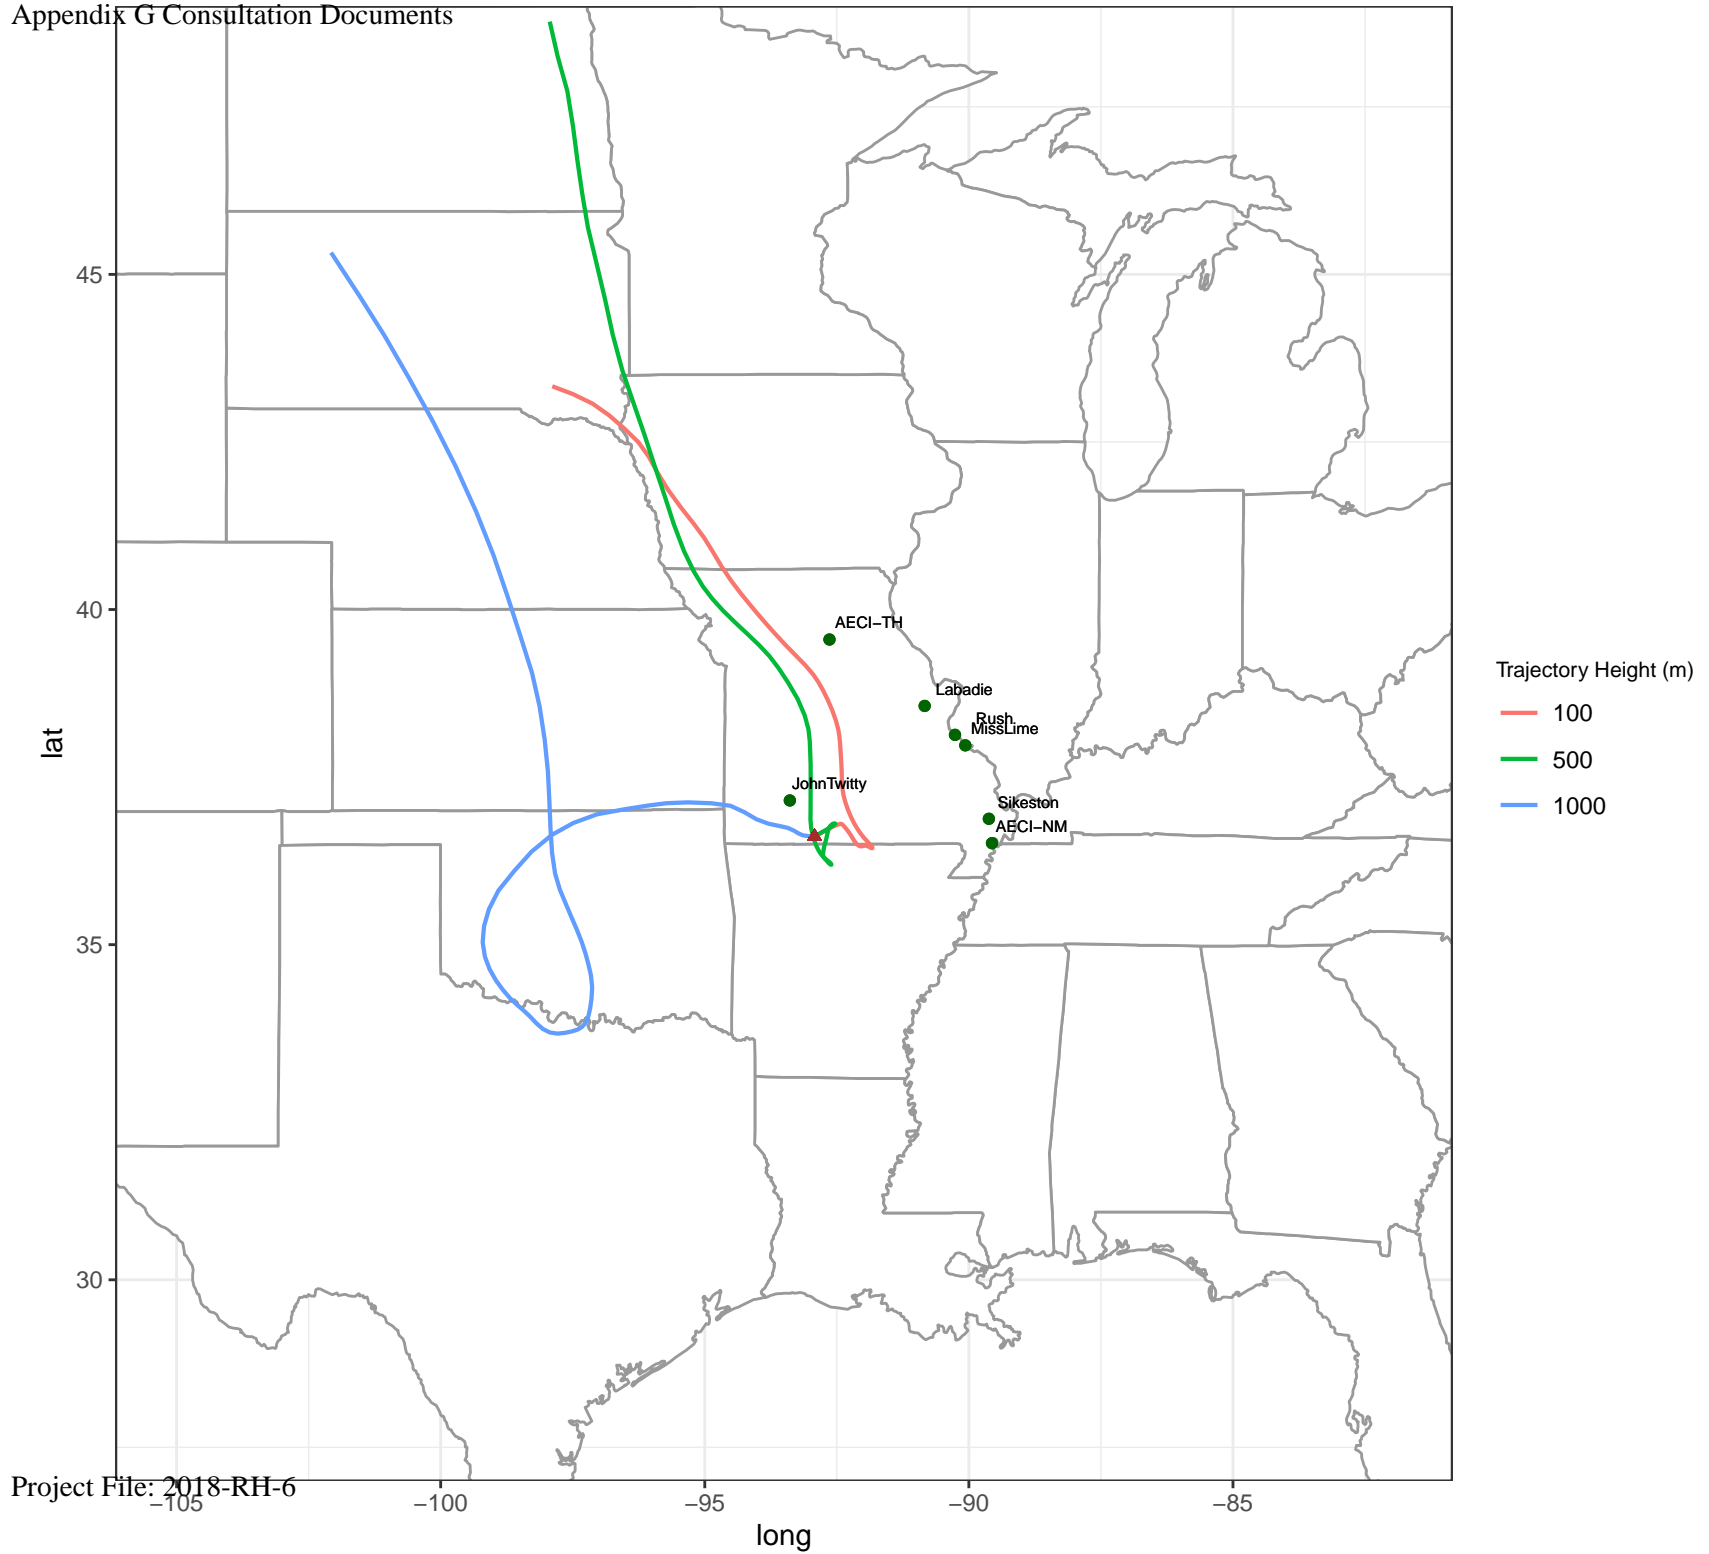 Appendix G Consultation Documents
45
40
35
30
lat
AECI−TH
Labadie
Rush
MissLime
JohnTwitty
Sikeston
AECI−NM
Trajectory Height (m)
100
500
1000
Project File: 2018-RH-6
−105
−100
−95
−90
−85
long